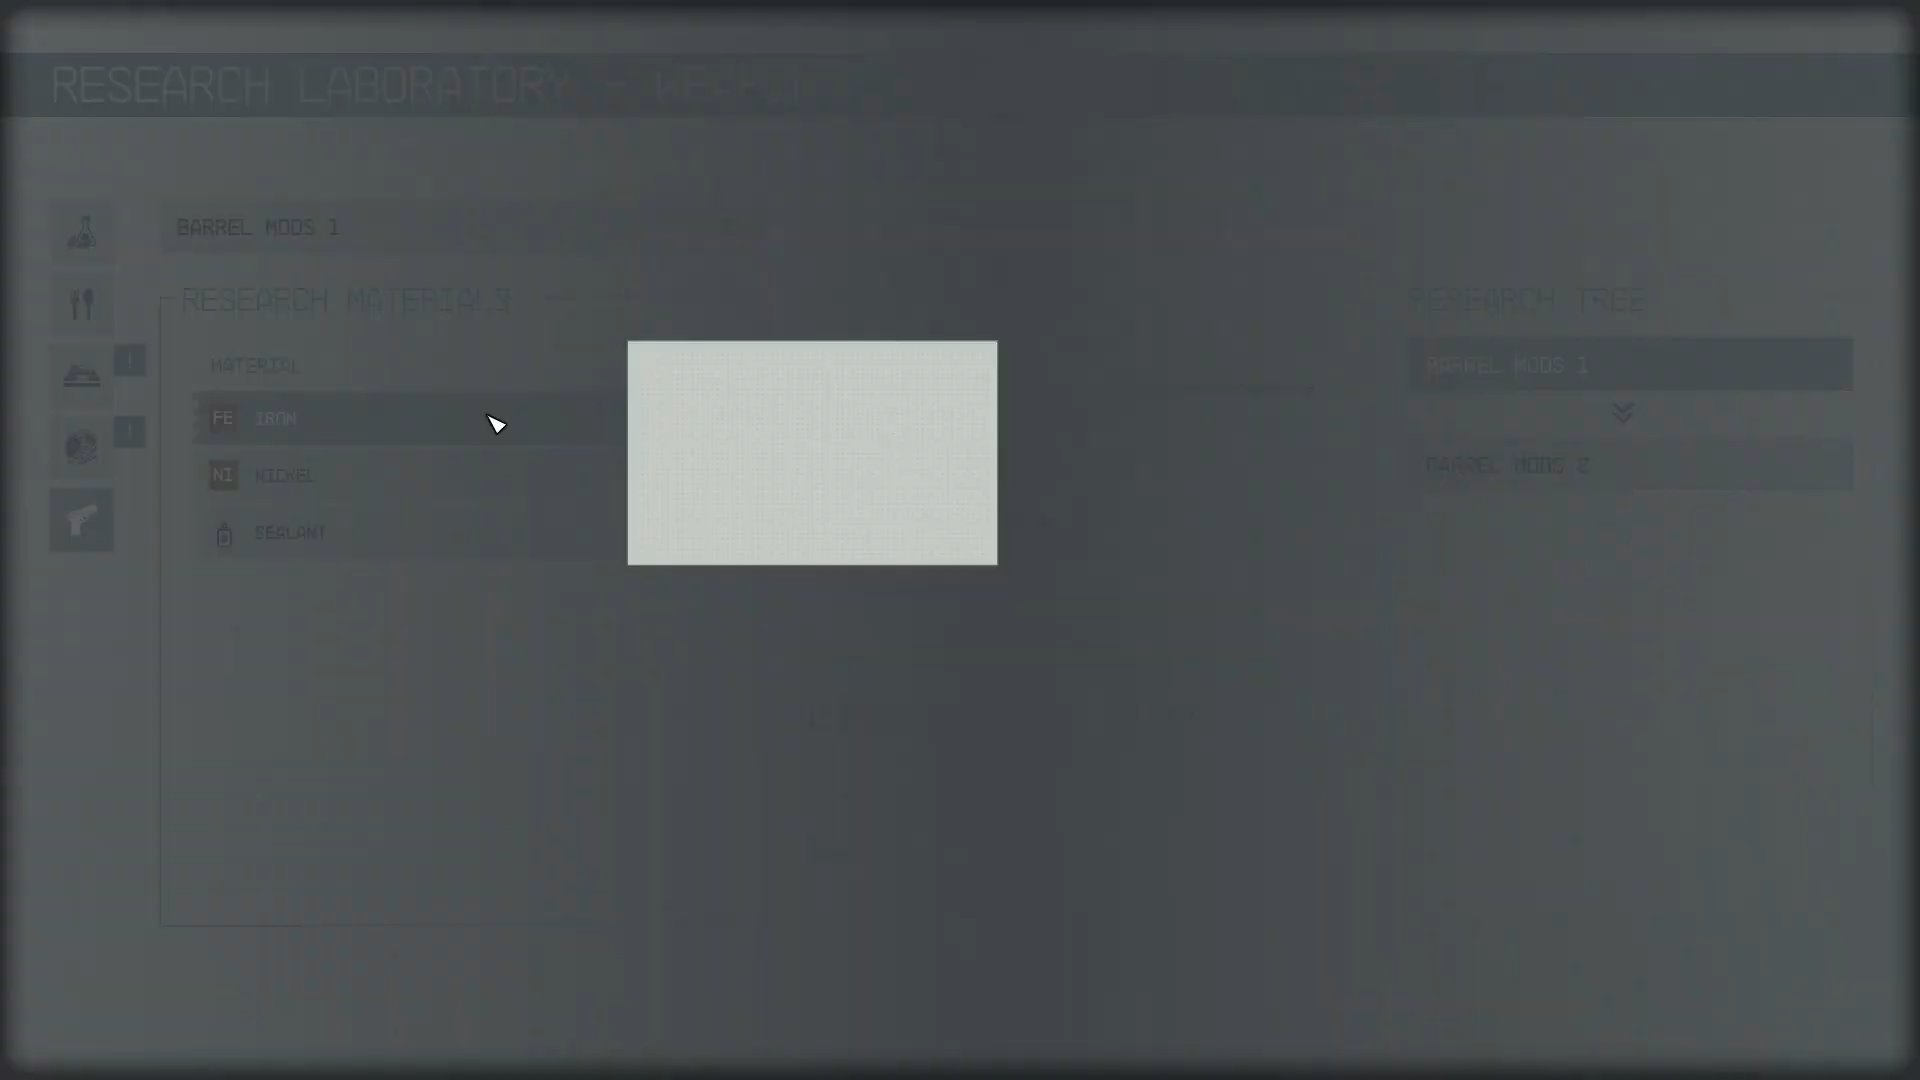 RESEARCH LABORATORY - WEAPON
BARREL MODS 1
RESEARCH MATERIALS
MATERIAL
FE IRON
NI NICKEL
SEALANT
!
!
RESEARCH TREE
BARREL MODS 1
BARREL MODS 2